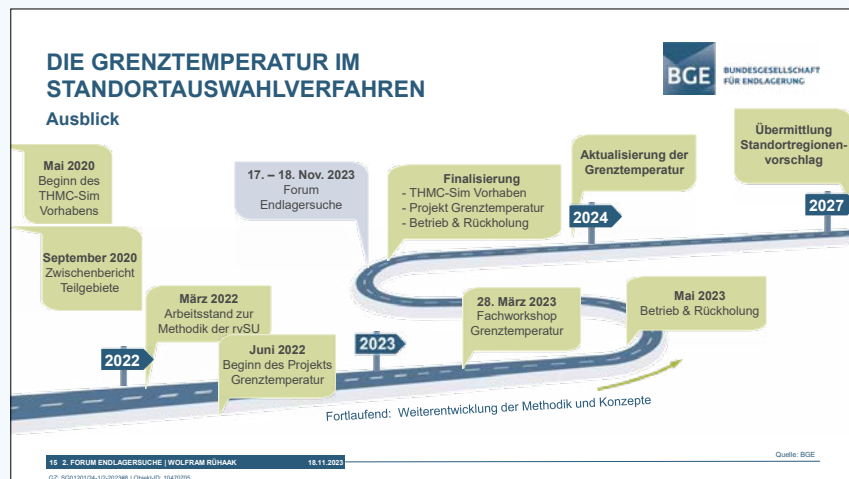 DIE GRENZTEMPERATUR IM
STANDORTAUSWAHLVERFAHREN
Ausblick
BGE
BUNDESGESELLSCHAFT
FÜR ENDLAGERUNG
Mai 2020
Beginn des
THMC-Sim
Vorhabens
September 2020
Zwischenbericht
Teilgebiete
März 2022
Arbeitsstand zur
Methodik der rvSU
2022
Juni 2022
Beginn des Projekts
Grenztemperatur
2023
28. März 2023
Fachworkshop
Grenztemperatur
Mai 2023
Betrieb & Rückholung
17. – 18. Nov. 2023
Forum
Endlagersuche
Finalisierung
- THMC-Sim Vorhaben
- Projekt Grenztemperatur
- Betrieb & Rückholung
Aktualisierung der
Grenztemperatur
2024
Übermittlung
Standortregionen-
vorschlag
2027
Fortlaufend: Weiterentwicklung der Methodik und Konzepte
15 2. FORUM ENDLAGERSUCHE | WOLFRAM RÜHAAK 18.11.2023
Quelle: BGE